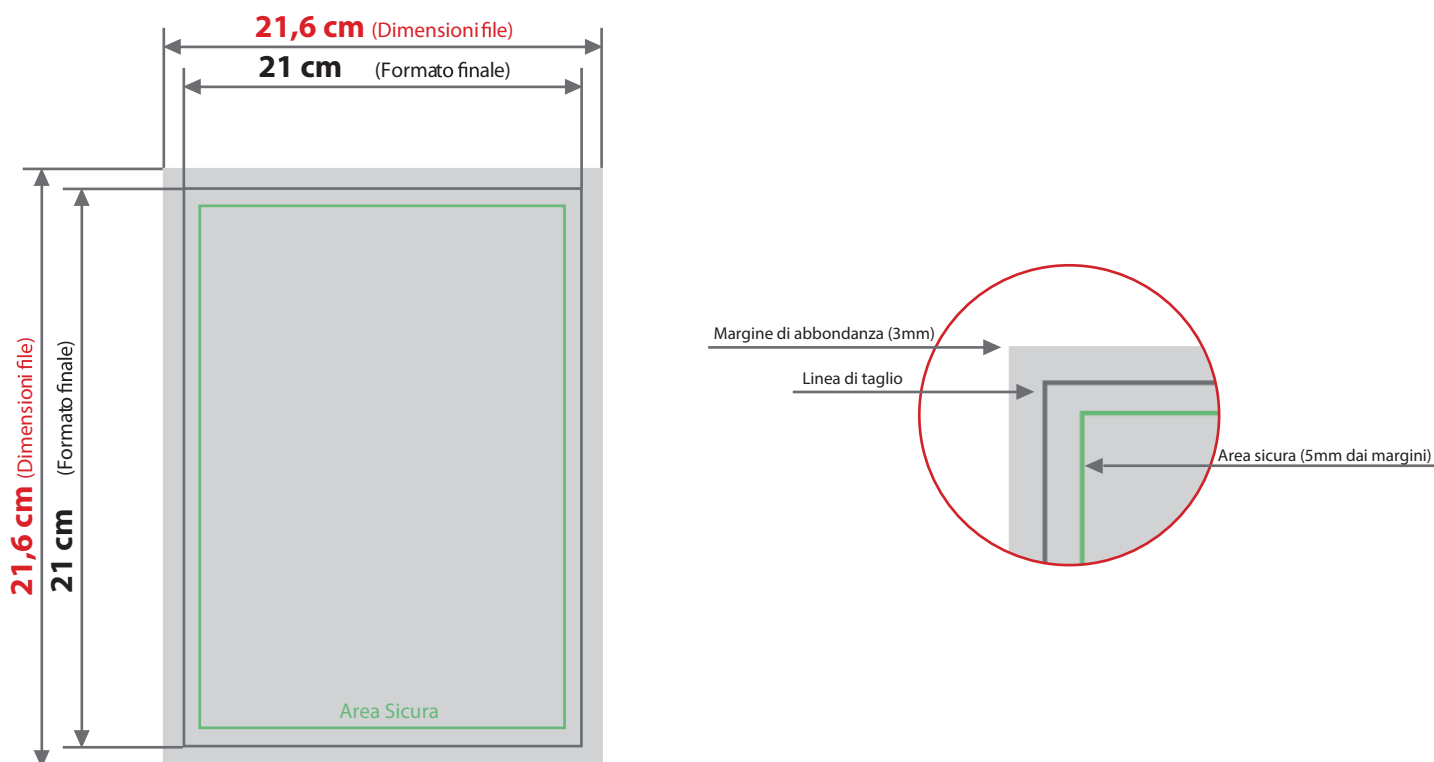 21,6 cm (Dimensioni file)
21 cm (Formato finale)
21,6 cm (Dimensioni file)
21 cm (Formato finale)
Area Sicura
Margine di abbondanza (3mm)
Linea di taglio
Area sicura (5mm dai margini)